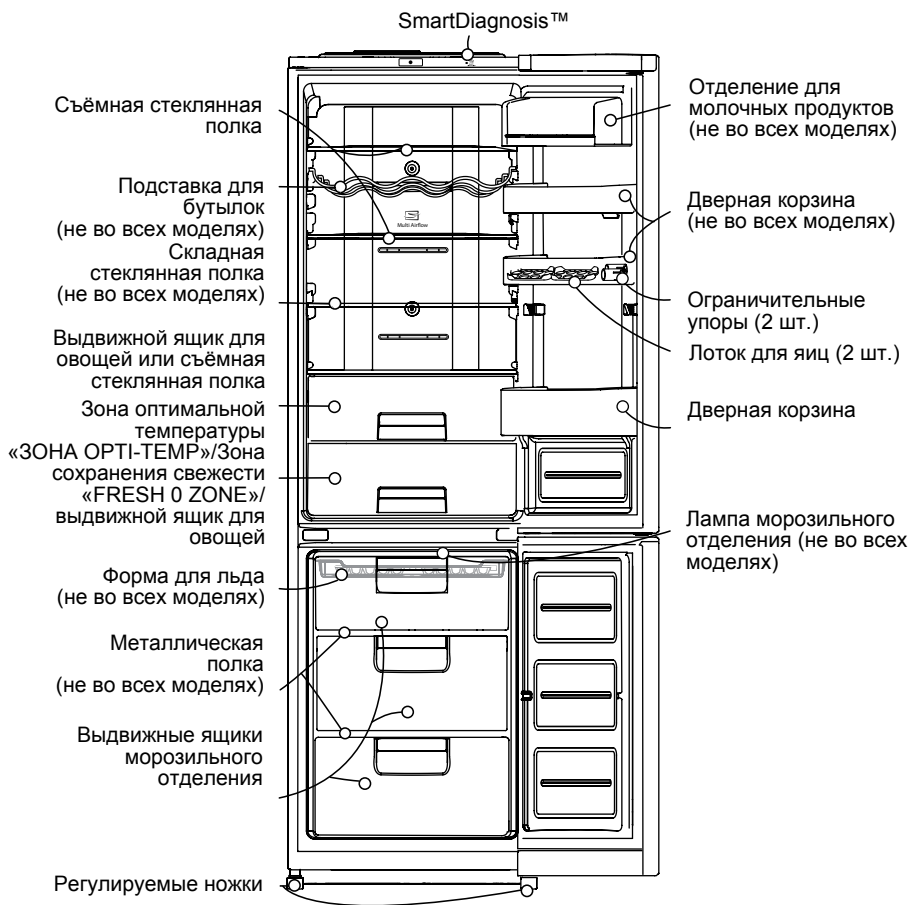 SmartDiagnosis™
Съёмная стеклянная
полка
Подставка для
бутылок
(не во всех моделях)
Складная
стеклянная полка
(не во всех моделях)
Выдвижной ящик для
овощей или съёмная
стеклянная полка
Зона оптимальной
температуры
«ЗОНА OPTI-TEMP»/Зона
сохранения свежести
«FRESH 0 ZONE»/
выдвижной ящик для
овощей
Форма для льда
(не во всех моделях)
Металлическая
полка
(не во всех моделях)
Выдвижные ящики
морозильного
отделения
Регулируемые ножки
Multi Airflow
Отделение для
молочных продуктов
(не во всех моделях)
Дверная корзина
(не во всех моделях)
Ограничительные
упоры (2 шт.)
Лоток для яиц (2 шт.)
Дверная корзина
Лампа морозильного
отделения (не во всех
моделях)